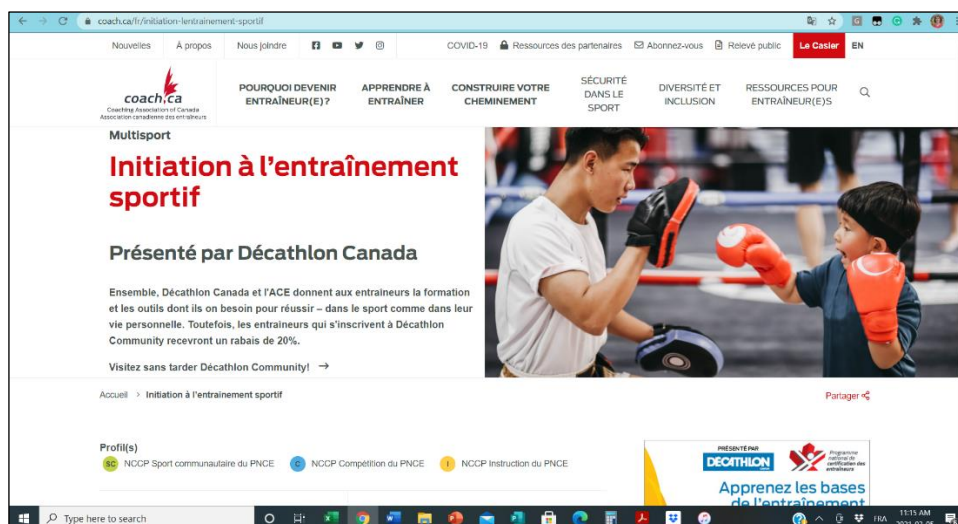 coach.ca/fr/initiation-lentrainement-sportif
Nouvelles À propos Nous joindre COVID-19 Ressources des partenaires Abonnez-vous Relevé public Le Casier EN
coach.ca
Coaching Association of Canada
Association canadienne des entraîneurs
POURQUOI DEVENIR
ENTRAÎNEUR(E)?
APPRENDRE À
ENTRAÎNER
CONSTRUIRE VOTRE
CHEMINEMENT
SÉCURITÉ
DANS LE
SPORT
DIVERSITÉ ET
INCLUSION
RESSOURCES POUR
ENTRAÎNEUR(E)S
Multisport
Initiation à l'entraînement
sportif
Présenté par Décathlon Canada
Ensemble, Décathlon Canada et l'ACE donnent aux entraineurs la formation
et les outils dont ils on besoin pour réussir – dans le sport comme dans leur
vie personnelle. Toutefois, les entraineurs qui s'inscrivent à Décathlon
Community recevront un rabais de 20%.
Visitez sans tarder Décathlon Community! →
Accueil > Initiation à l'entrainement sportif
Partager
Profil(s)
SC NCCP Sport communautaire du PNCE C NCCP Compétition du PNCE I NCCP Instruction du PNCE
PRÉSENTÉ PAR
DECATHLON
Programme
national de
certification des
entraîneurs
Apprenez les bases
de l'entraînement
Type here to search
FRA
11:15 AM